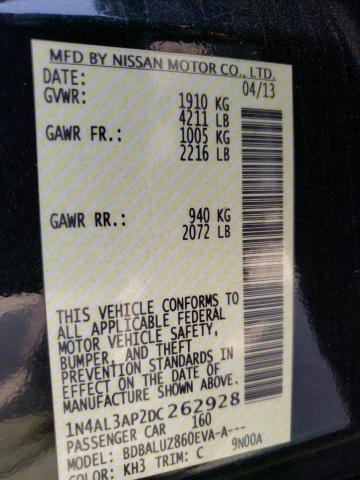 MFD BY NISSAN MOTOR CO., LTD.
DATE: 04/13
GVWR: 1910 KG
4211 LB
GAWR FR.: 1005 KG
2216 LB
GAWR RR.: 940 KG
2072 LB
THIS VEHICLE CONFORMS TO
ALL APPLICABLE FEDERAL
MOTOR VEHICLE SAFETY,
BUMPER, AND THEFT
PREVENTION STANDARDS IN
EFFECT ON THE DATE OF
MANUFACTURE SHOWN ABOVE.
1N4AL3AP2DC262928
PASSENGER CAR 160
MODEL: BDBALUZ860EVA-A---
COLOR: KH3 TRIM: C 9N00A